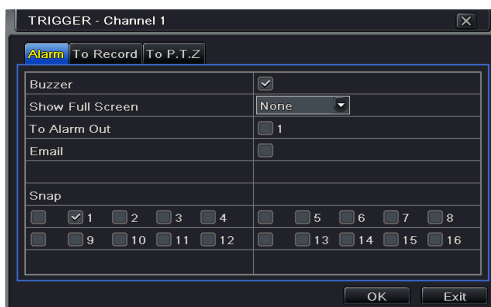 TRIGGER - Channel 1
Alarm To Record To P.T.Z
Buzzer
Show Full Screen None
To Alarm Out 1
Email
Snap
1 2 3 4 5 6 7 8
9 10 11 12 13 14 15 16
OK Exit